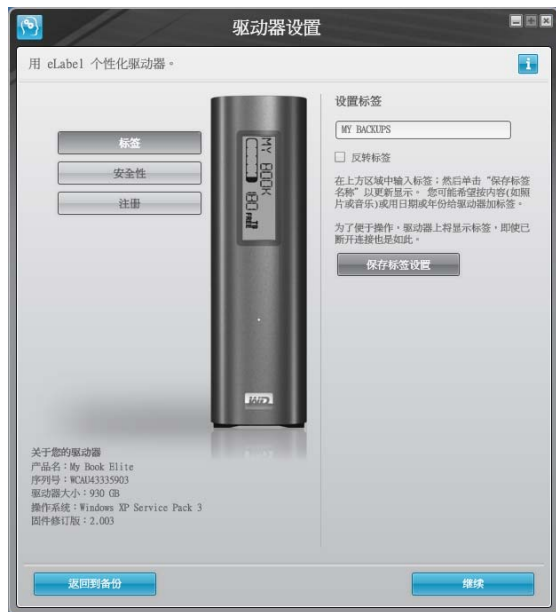 驱动器设置
用 eLabel 个性化驱动器。
标签
安全性
注册
MY BOOK
WD
关于您的驱动器
产品名：My Book Elite
序列号：WCAU43335903
驱动器大小：930 GB
操作系统：Windows XP Service Pack 3
固件修订版：2.003
设置标签
MY BACKUPS
反转标签
在上方区域中输入标签；然后单击“保存标签
名称”以更新显示。 您可能希望按内容(如照
片或音乐)或用日期或年份给驱动器加标签。
为了便于操作，驱动器上将显示标签，即使已
断开连接也是如此。
保存标签设置
返回到备份
继续